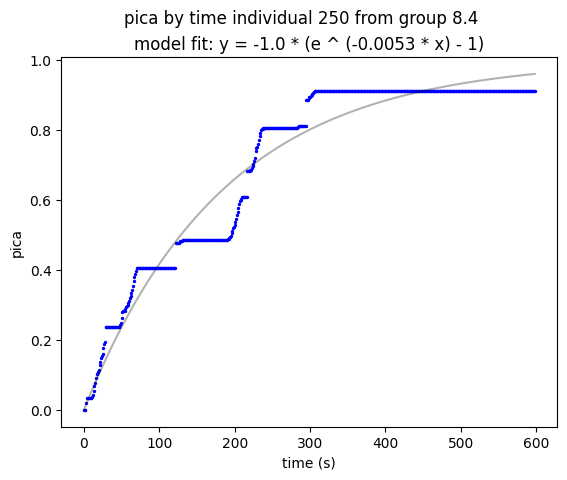 pica by time individual 250 from group 8.4
model fit: y = -1.0 * (e ^ (-0.0053 * x) - 1)
1.0
0.8
0.6
0.4
0.2
0.0
pica
0 100 200 300 400 500 600
time (s)